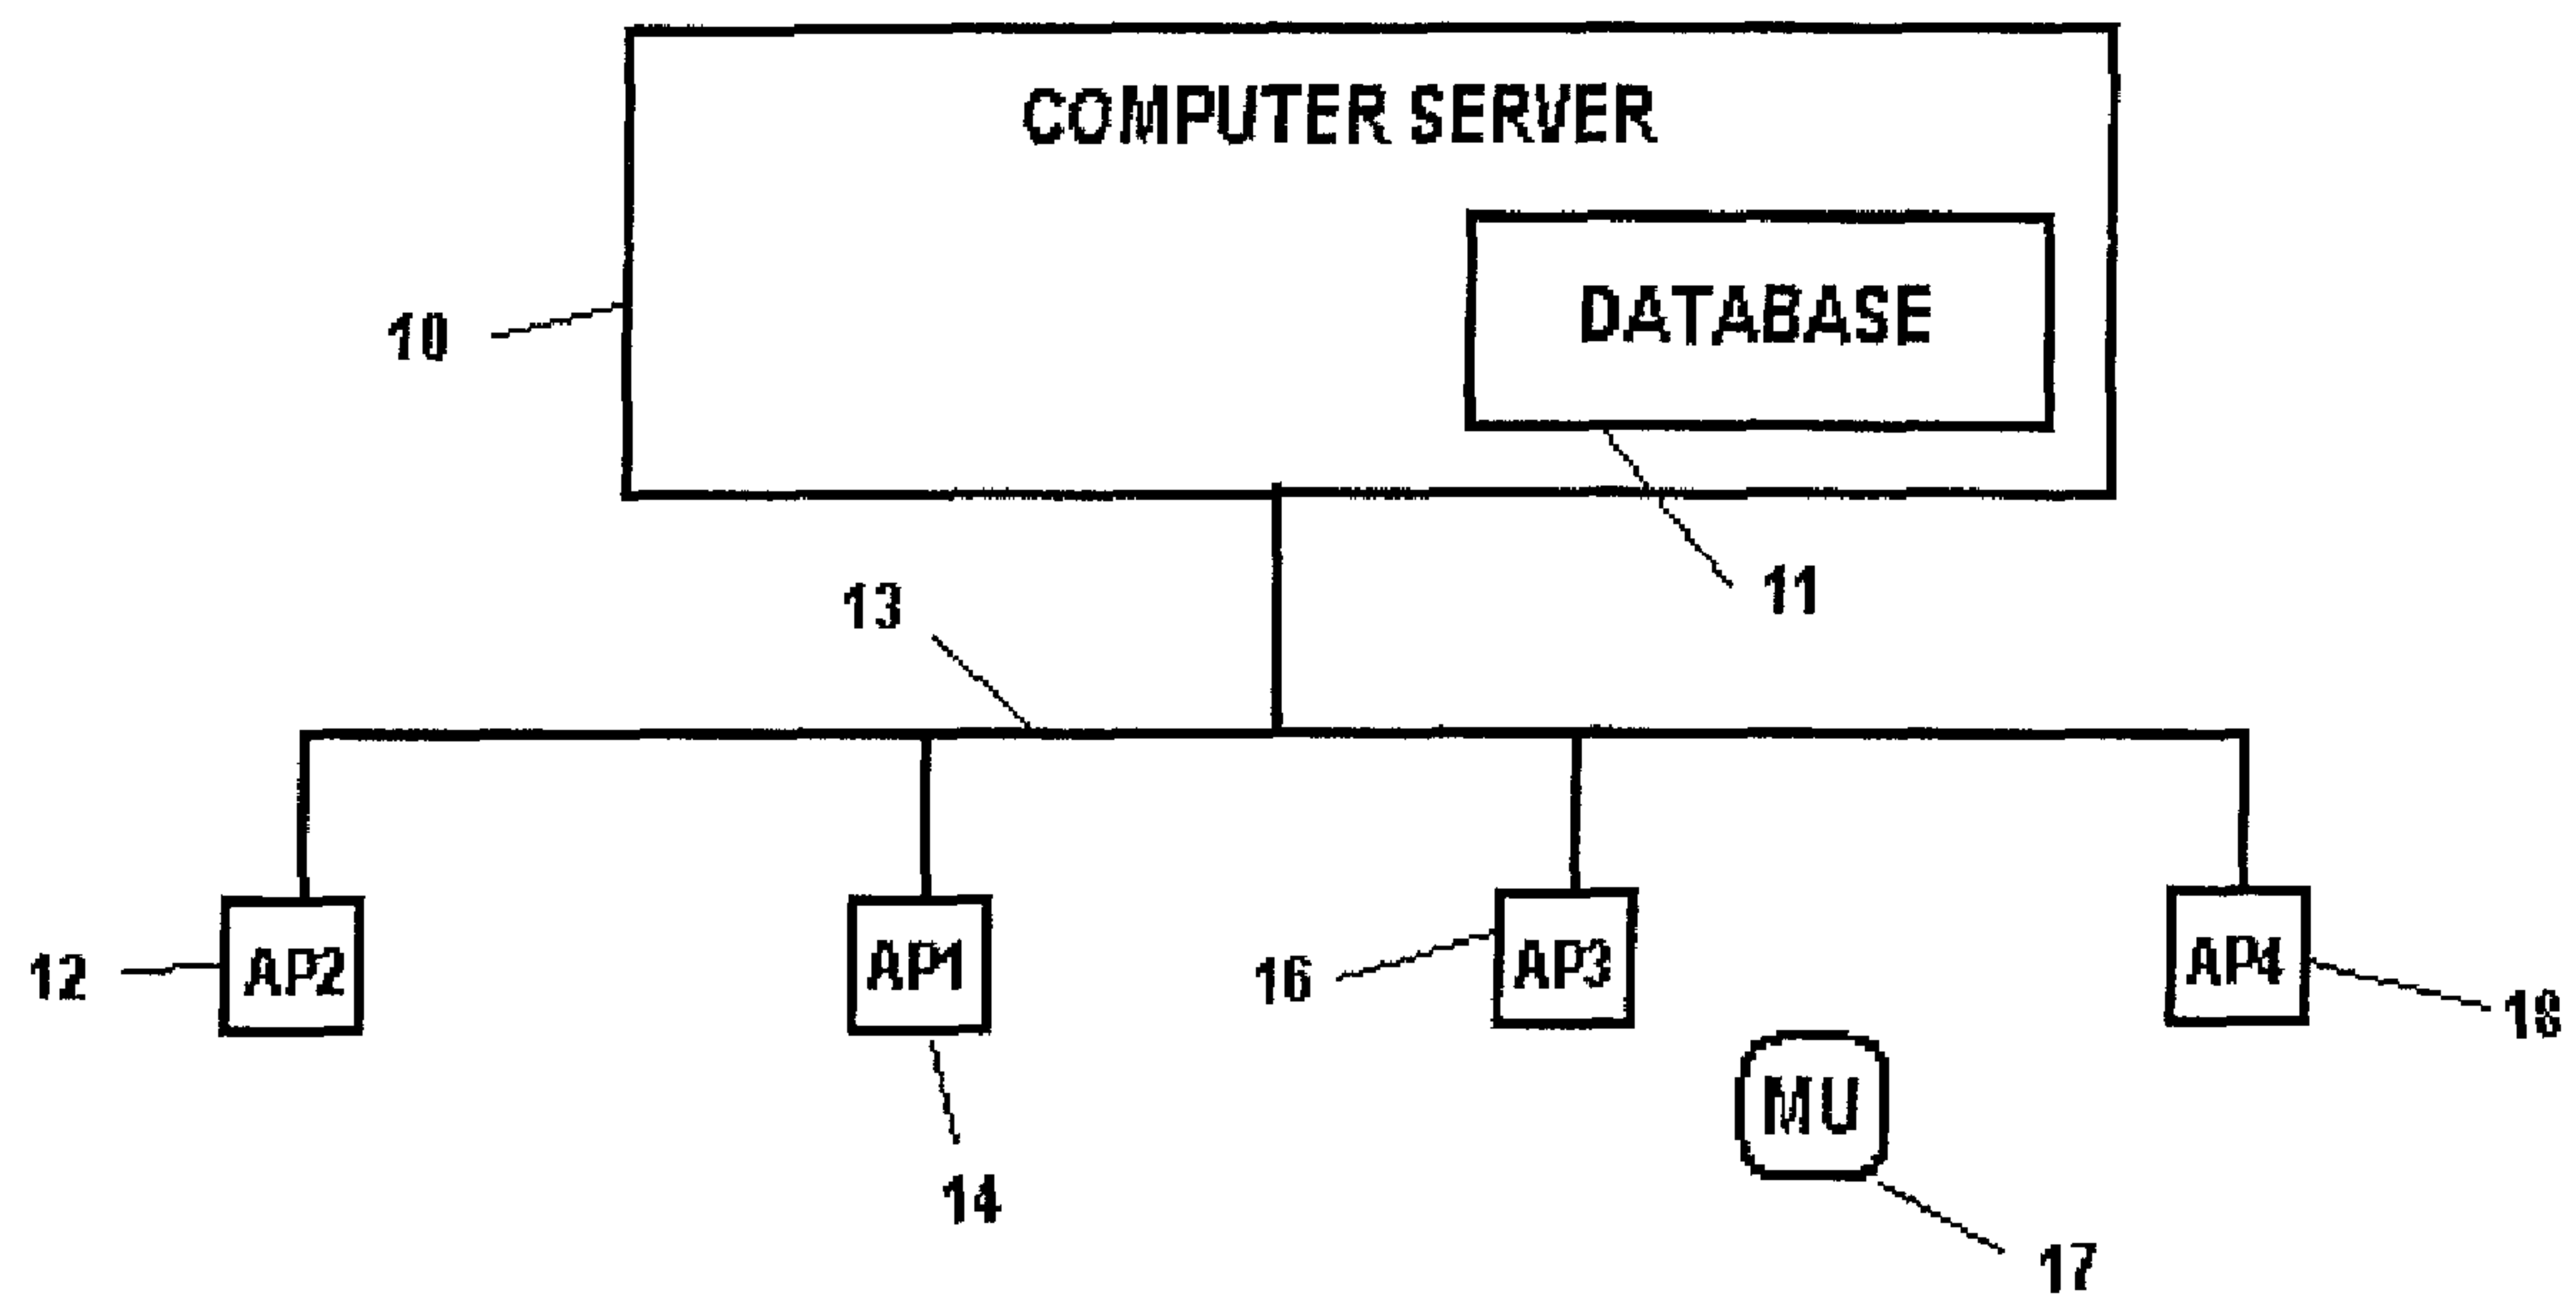 COMPUTER SERVER
DATABASE
10
11
13
12
AP2
AP1
16
AP3
AP4
18
MU
14
17